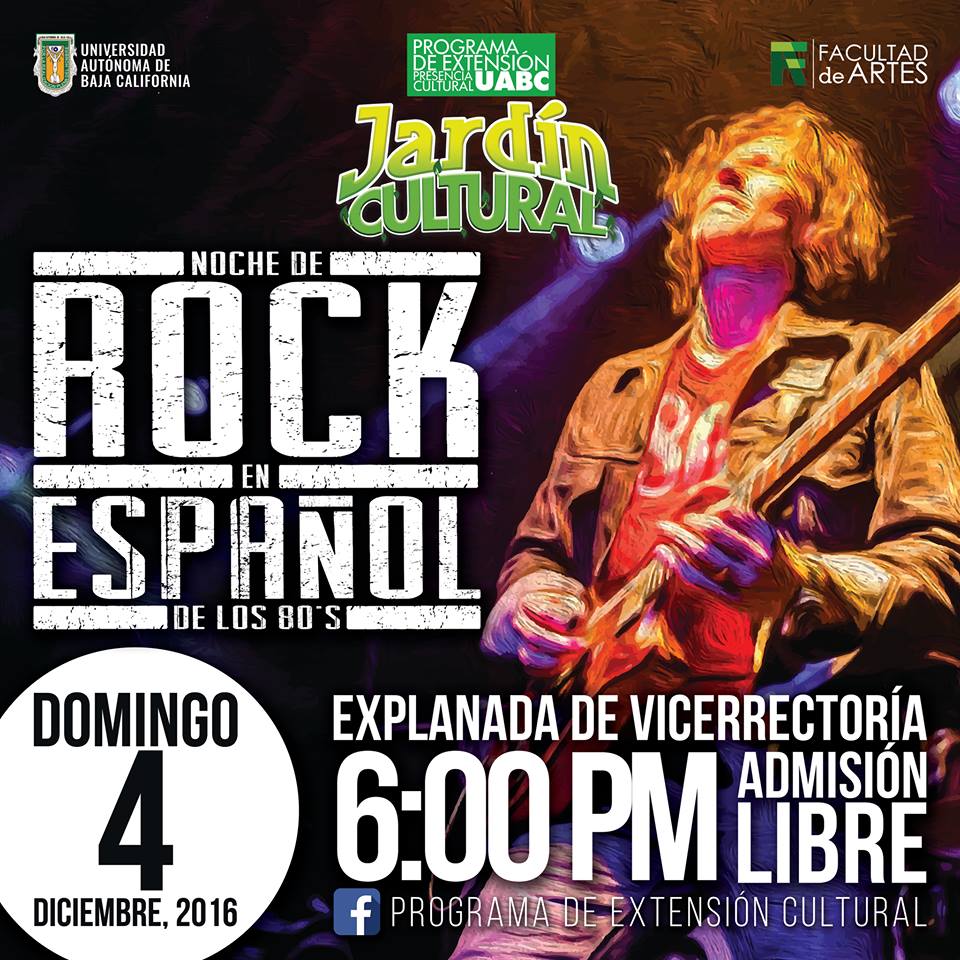 UNIVERSIDAD
AUTÓNOMA DE
BAJA CALIFORNIA
PROGRAMA
DE EXTENSIÓN
PRESENCIA
CULTURAL UABC
FACULTAD
de ARTES
Jardín
CULTURAL
NOCHE DE
ROCK
EN
ESPAÑOL
DE LOS 80'S
DOMINGO
4
DICIEMBRE, 2016
EXPLANADA DE VICERRECTORÍA
6:00 PM
ADMISIÓN
LIBRE
f PROGRAMA DE EXTENSIÓN CULTURAL